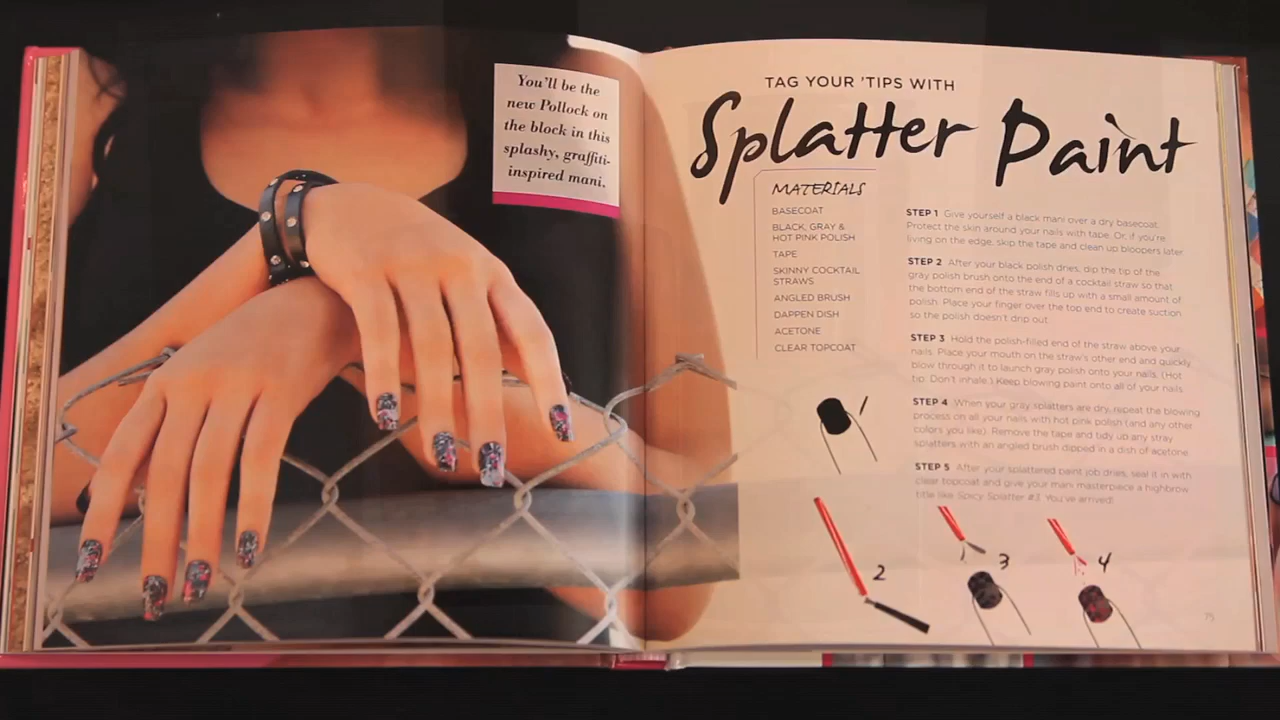 You'll be the
new Pollock on
the block in this
splashy, graffiti-
inspired mani.
TAG YOUR 'TIPS WITH
Splatter Paint
MATERIALS
BASECOAT
BLACK, GRAY &
HOT PINK POLISH
TAPE
SKINNY COCKTAIL
STRAWS
ANGLED BRUSH
DAPPEN DISH
ACETONE
CLEAR TOPCOAT
STEP 1 Give yourself a black mani over a dry basecoat.
Protect the skin around your nails with tape. Or, if you're
living on the edge, skip the tape and clean up bloopers later.
STEP 2 After your black polish dries, dip the tip of the
gray polish brush onto the end of a cocktail straw so that
the bottom end of the straw fills up with a small amount of
polish. Place your finger over the top end to create suction
so the polish doesn't drip out.
STEP 3 Hold the polish-filled end of the straw above your
nails. Place your mouth on the straw's other end and quickly
blow through it to launch gray polish onto your nails. (Hot
tip: Don't inhale.) Keep blowing paint onto all of your nails.
STEP 4 When your gray splatters are dry, repeat the blowing
process on all your nails with hot pink polish (and any other
colors you like). Remove the tape and tidy up any stray
splatters with an angled brush dipped in a dish of acetone.
STEP 5 After your splattered paint job dries, seal it in with
clear topcoat and give your mani masterpiece a highbrow
title like Spicy Splatter #3. You've arrived!
1
2
3
4
75